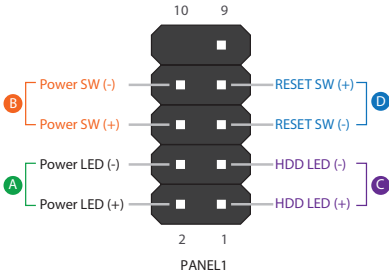 10 9
Power SW (-) RESET SW (+)
B D
Power SW (+) RESET SW (-)
Power LED (-) HDD LED (-)
A C
Power LED (+) HDD LED (+)
2 1
PANEL1